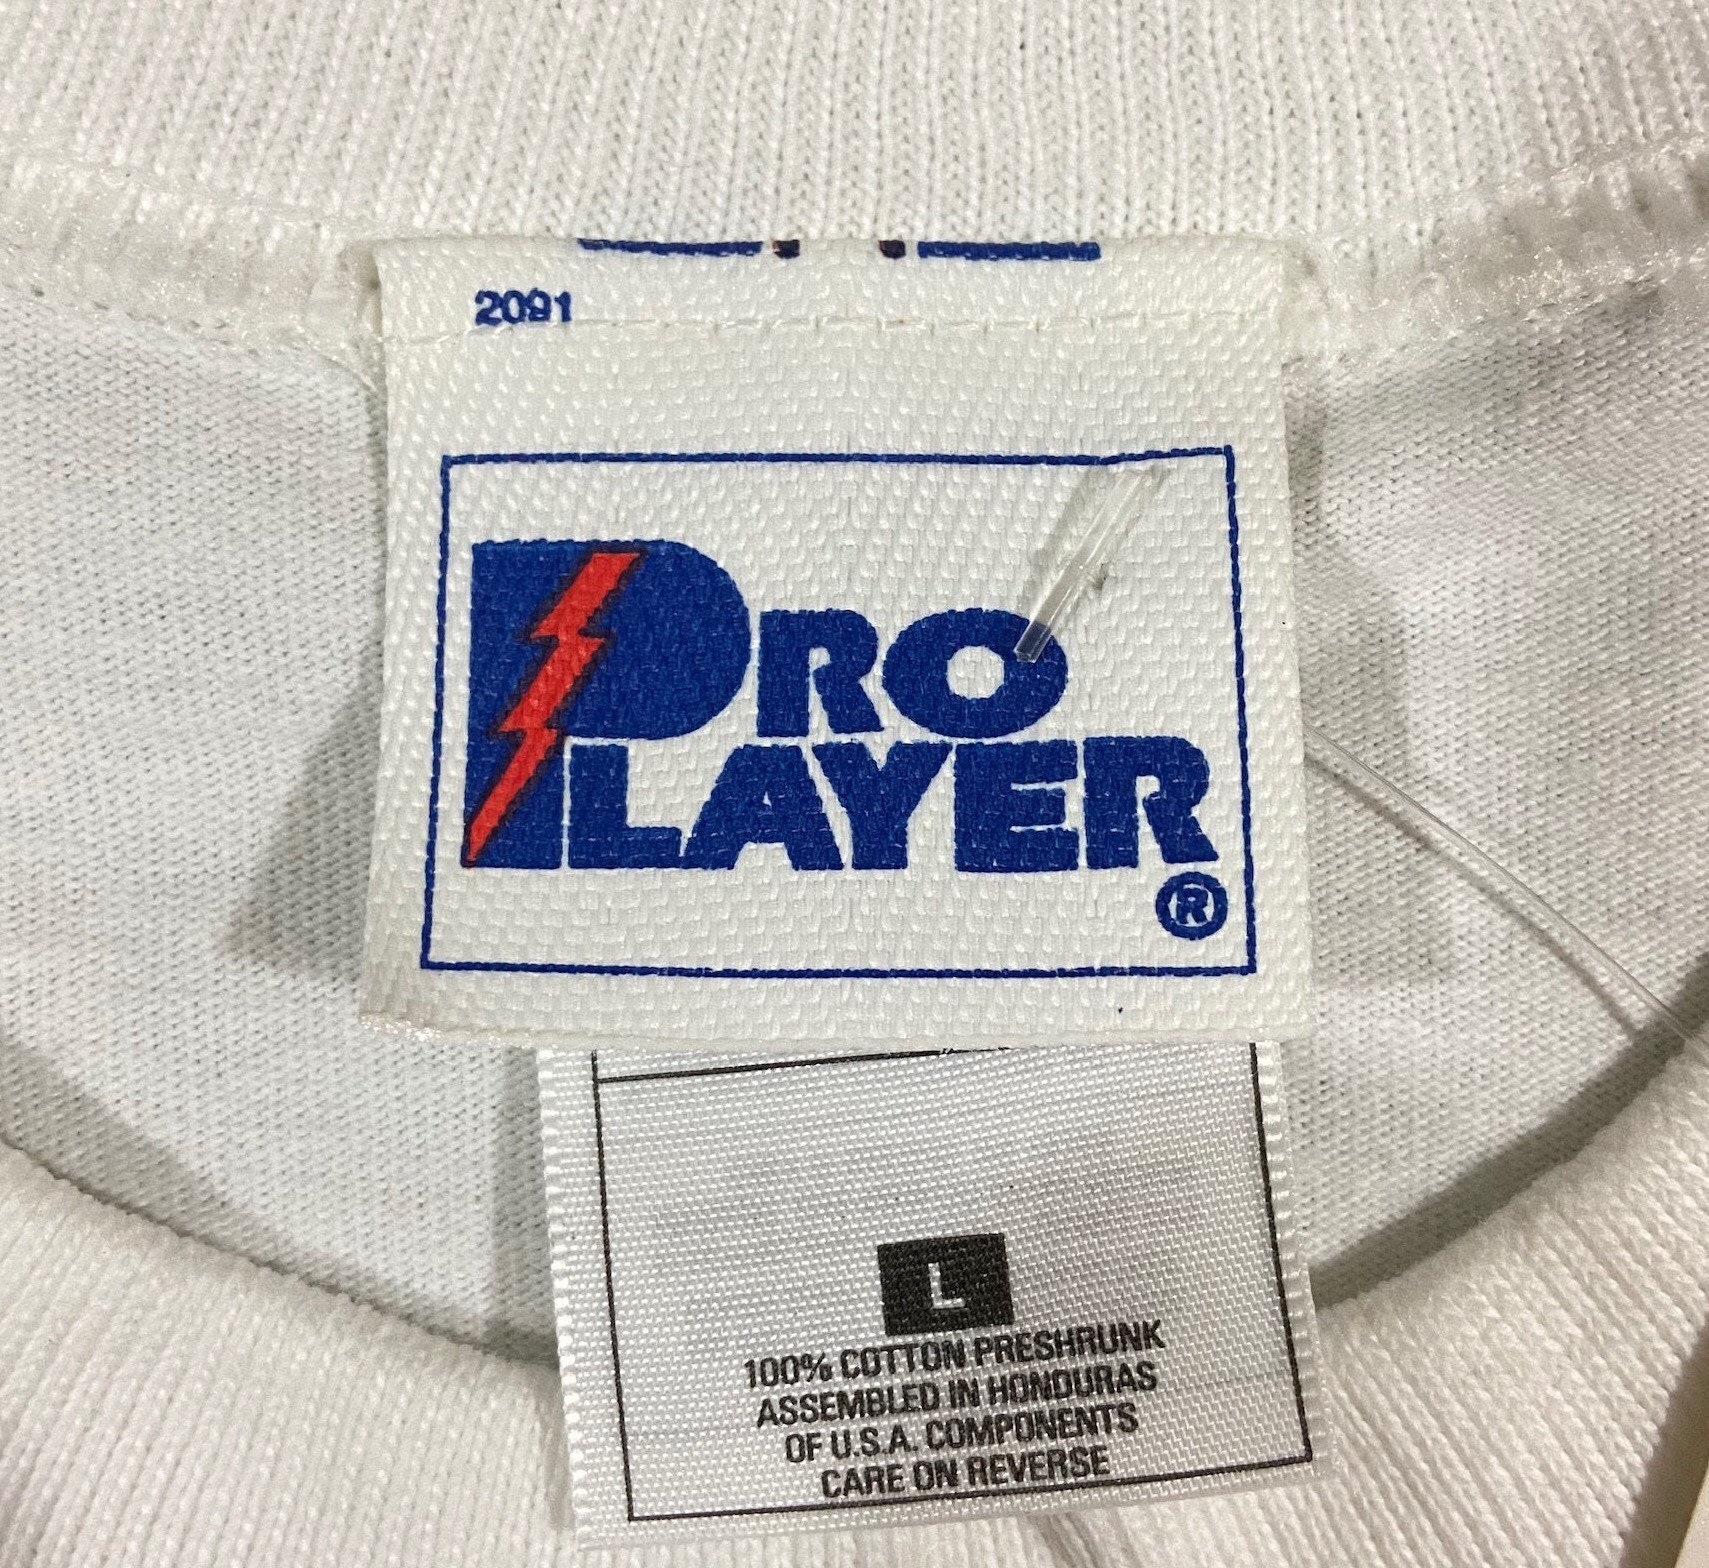 2091
PRO
PLAYER
®
L
100% COTTON PRESHRUNK
ASSEMBLED IN HONDURAS
OF U.S.A. COMPONENTS
CARE ON REVERSE